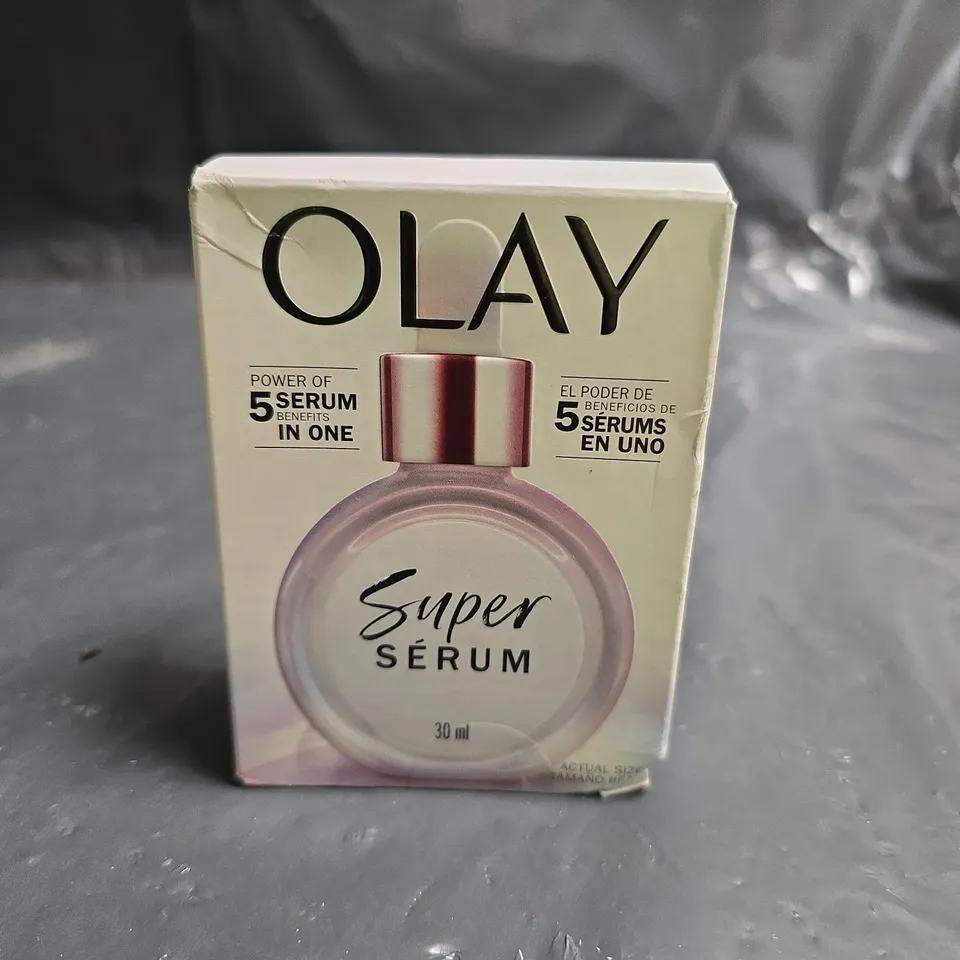 OLAY
POWER OF
5 SERUM
BENEFITS
IN ONE
EL PODER DE
5 BENEFICIOS DE
SÉRUMS
EN UNO
Super
SÉRUM
30 ml
ACTUAL SIZE
TAMAÑO